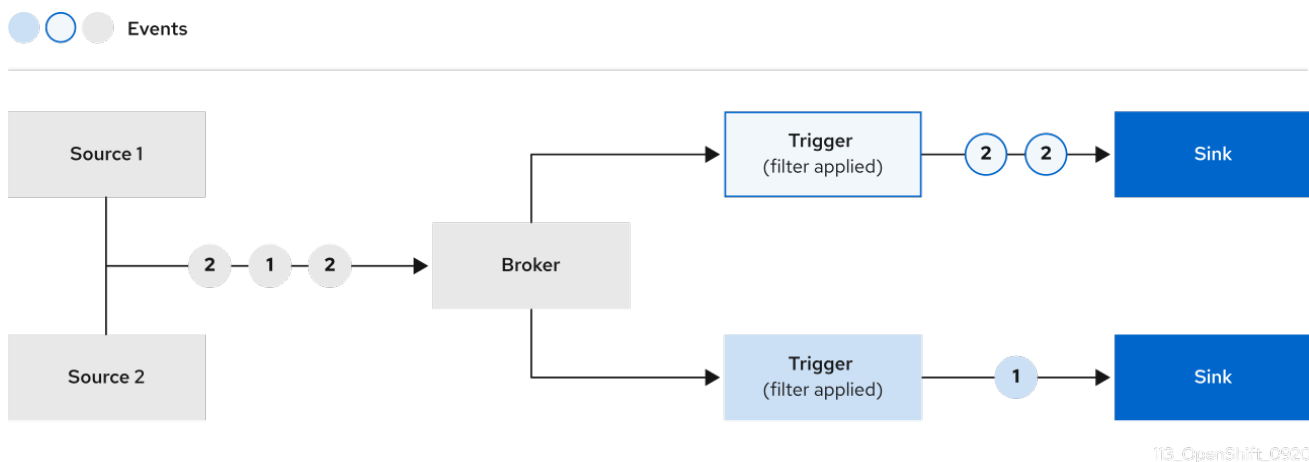 Events
Source 1
Trigger
(filter applied)
2
2
Sink
2
1
2
Broker
Source 2
Trigger
(filter applied)
1
Sink
113_OpenShift_0920